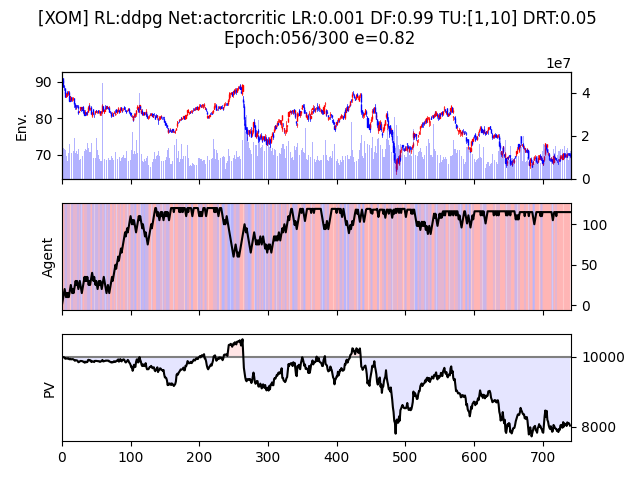 [XOM] RL:ddpg Net:actorcritic LR:0.001 DF:0.99 TU:[1,10] DRT:0.05
Epoch:056/300 e=0.82
1e7
90
80
70
Env.
4
2
0
Agent
100
50
0
PV
10000
8000
0 100 200 300 400 500 600 700